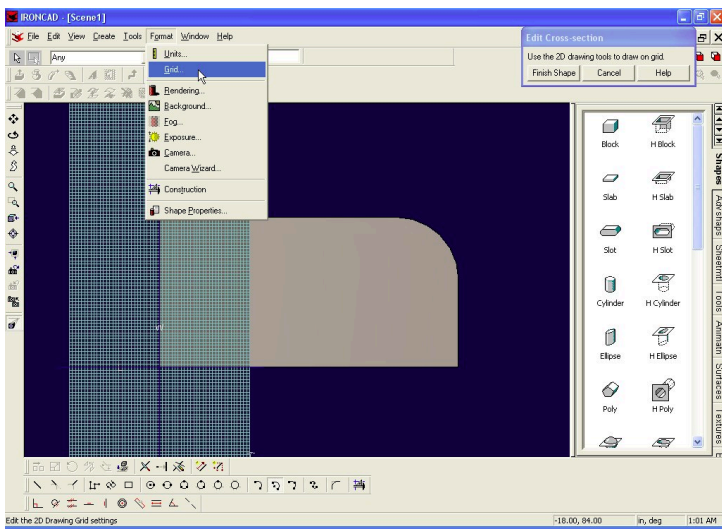 IRONCAD - [Scene1]
File Edit View Create Tools Format Window Help
Any
Units...
Grid...
Rendering...
Background...
Fog...
Exposure...
Camera...
Camera Wizard...
Construction
Shape Properties...
Edit Cross-section
Use the 2D drawing tools to draw on grid.
Finish Shape Cancel Help
Block H Block
Slab H Slab
Slot H Slot
Cylinder H Cylinder
Ellipse H Ellipse
Poly H Poly
Shapes
Advshaps
Sheetmtl
Tools
Animatn
Surfaces
Textures
Edit the 2D Drawing Grid settings
-18.00, 84.00 in, deg 1:01 AM